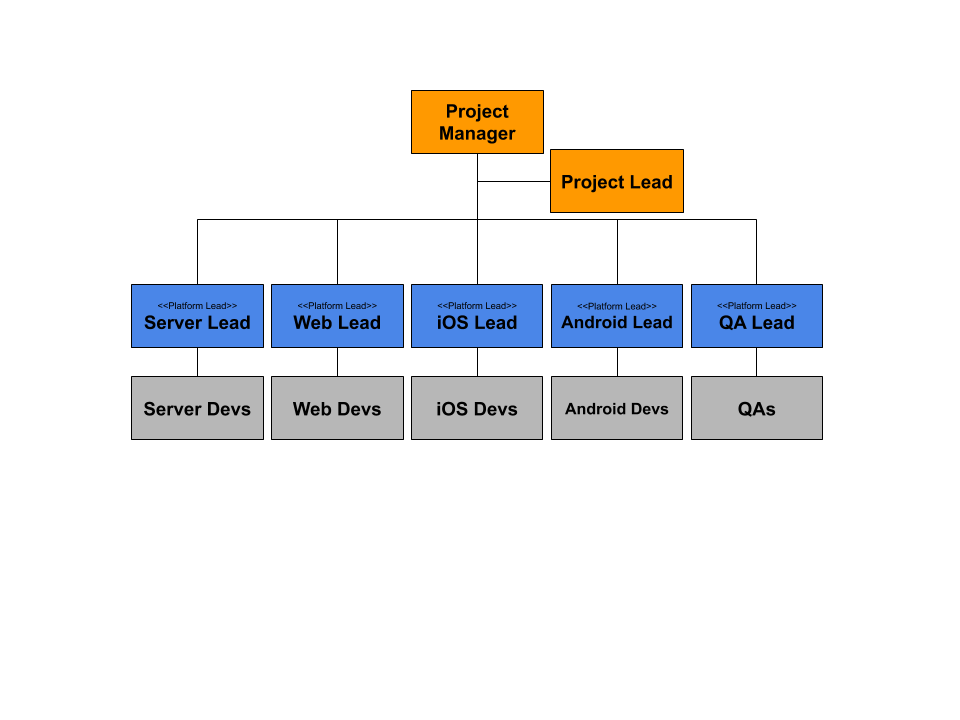 Project
Manager
Project Lead
<<Platform Lead>>
Server Lead
<<Platform Lead>>
Web Lead
<<Platform Lead>>
iOS Lead
<<Platform Lead>>
Android Lead
<<Platform Lead>>
QA Lead
Server Devs
Web Devs
iOS Devs
Android Devs
QAs